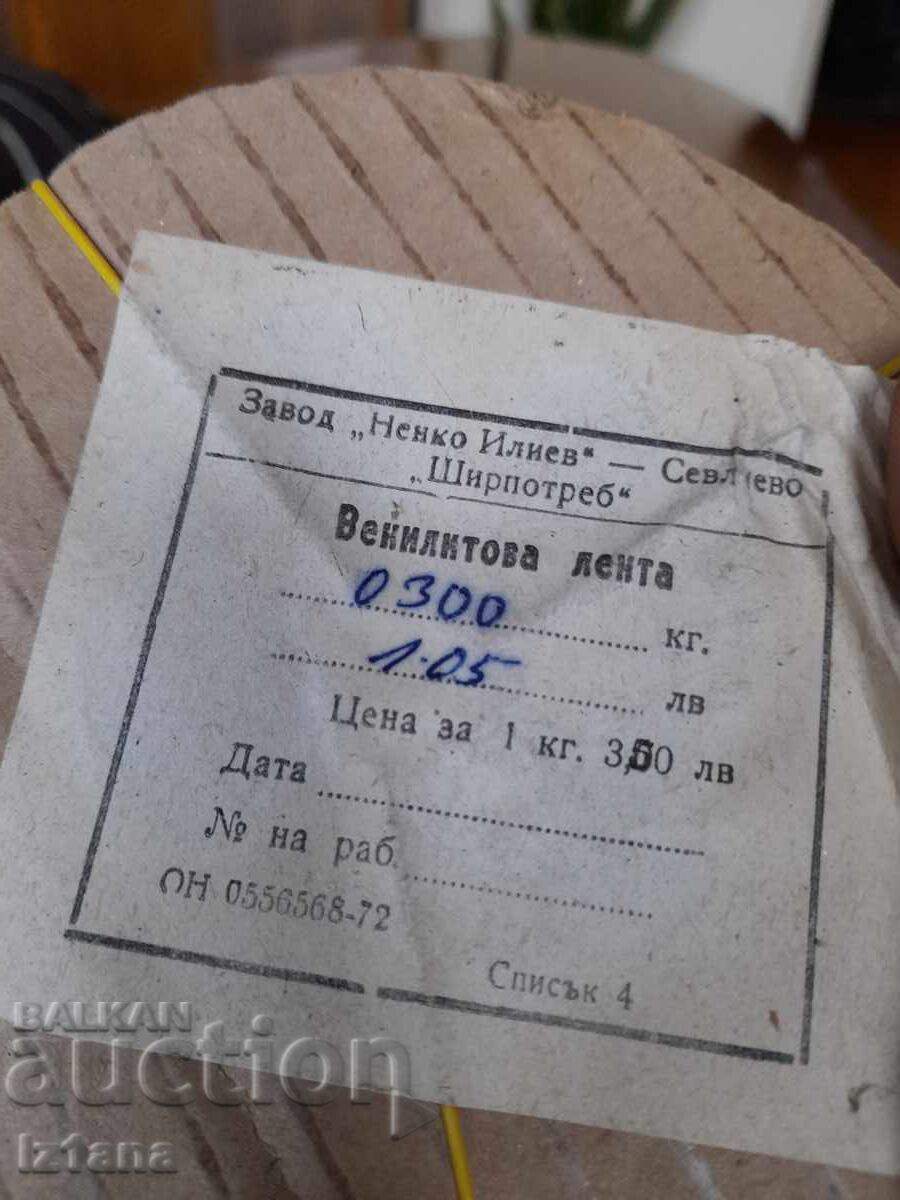 Завод „Ненко Илиев“ — Севлиево
„Ширпотреб“
Векилитова лента
0300 кг.
1.05 лв
Цена за 1 кг. 3,50 лв
Дата
№ на раб.
ОН 0556568-72
Списък 4
BALKAN
auction
Iz1ana